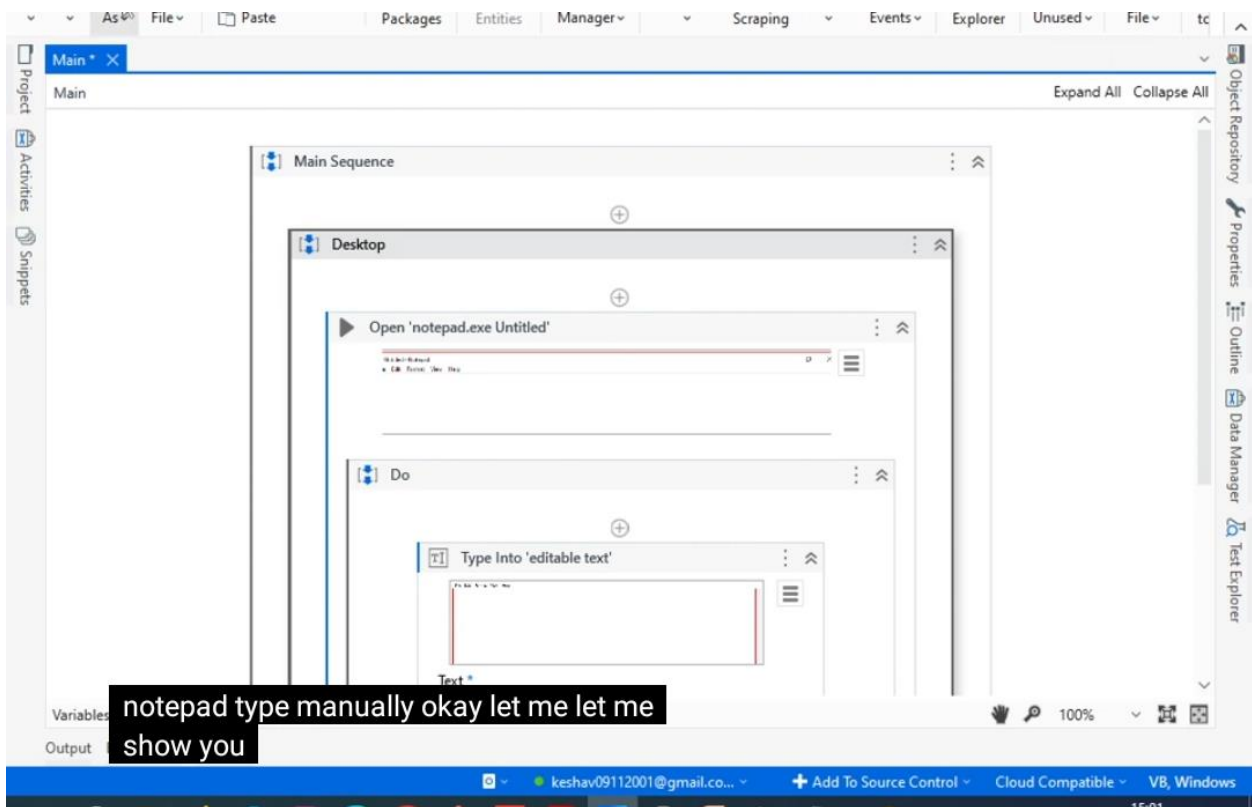 As File Paste Packages Entities Manager Scraping Events Explorer Unused File
Main * X
Main Expand All Collapse All
Project
Activities
Snippets
Main Sequence
Desktop
Open 'notepad.exe Untitled'
Do
Type Into 'editable text'
Text *
Object Repository
Properties
Outline
Data Manager
Test Explorer
Variables 100%
notepad type manually okay let me let me
show you
Output
keshav09112001@gmail.co... + Add To Source Control Cloud Compatible VB, Windows
15:01